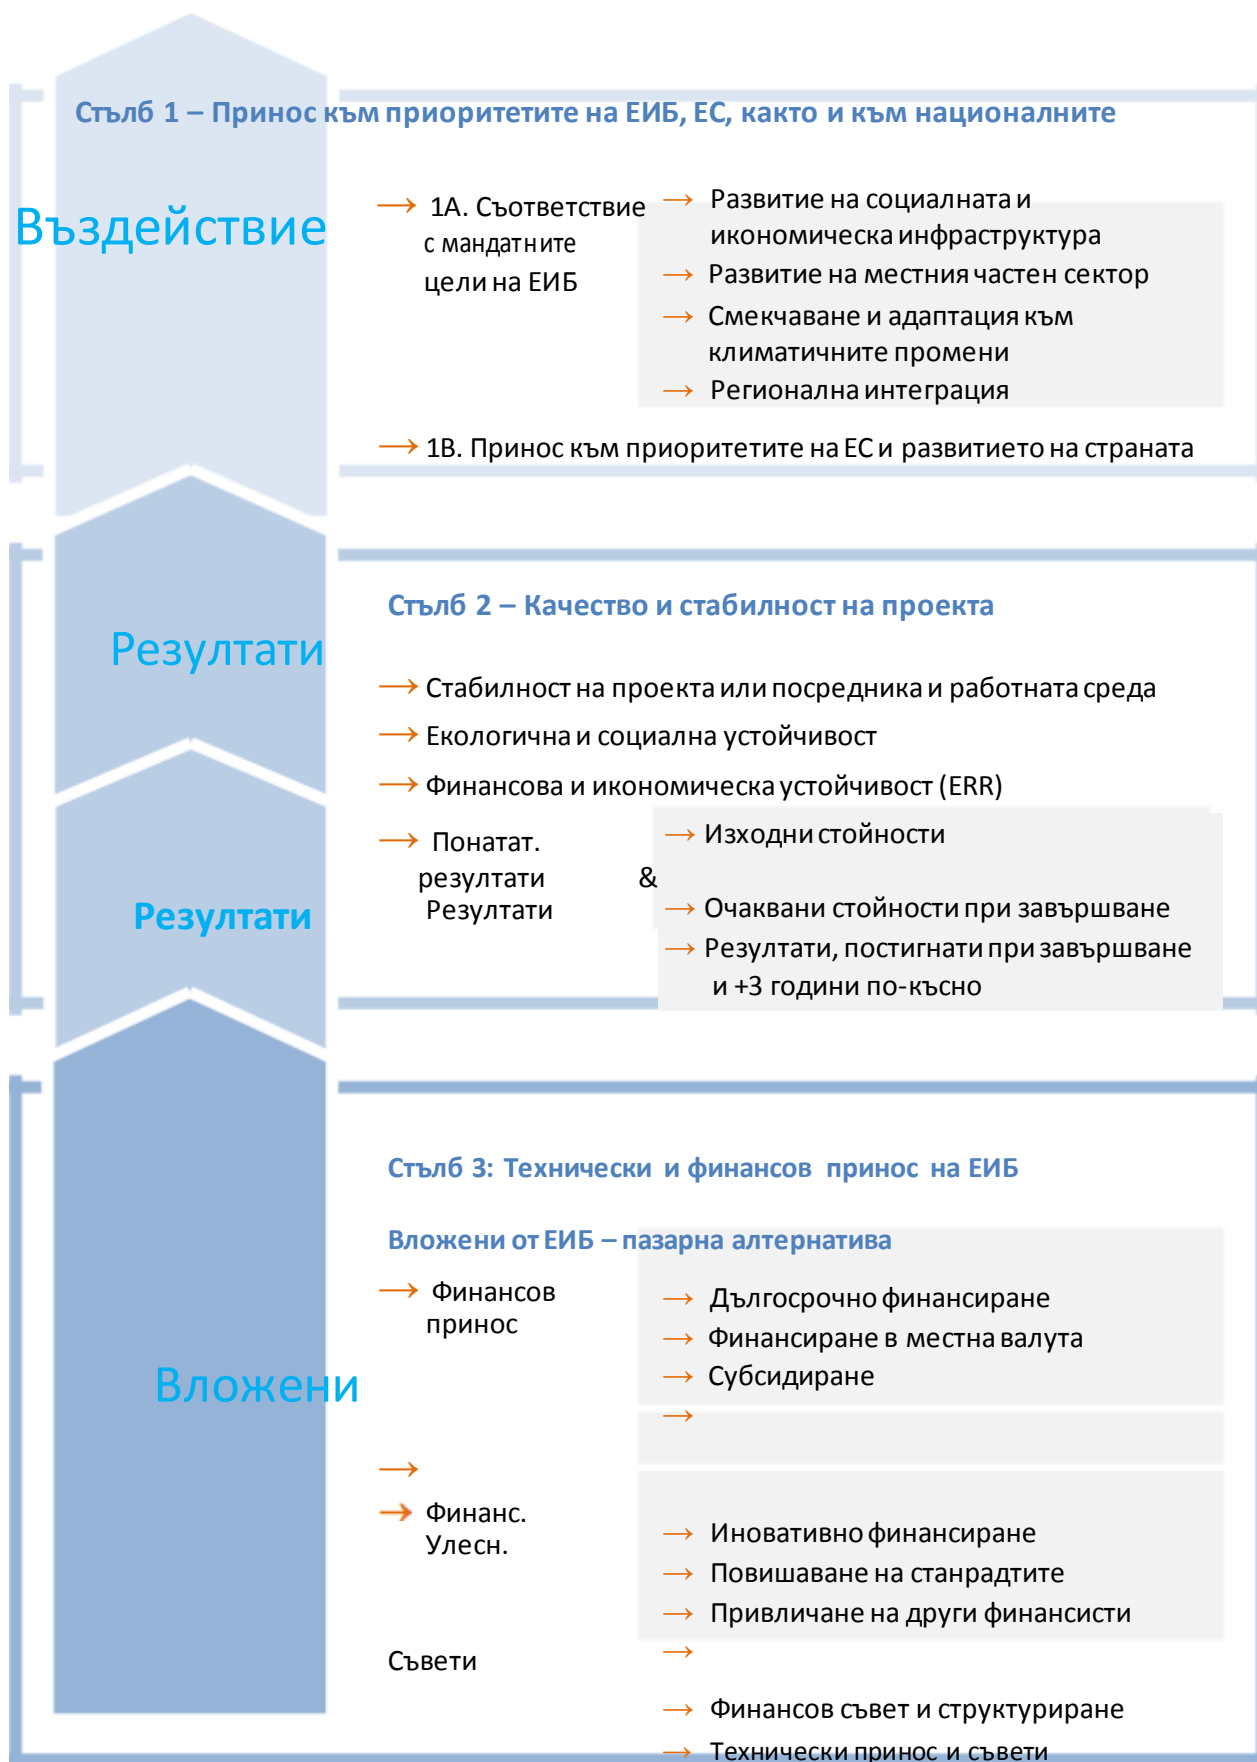 Стълб 1 – Принос към приоритетите на ЕИБ, ЕС, както и към националните
Въздействие
→ 1А. Съответствие
с мандатните
цели на ЕИБ
→ Развитие на социалната и
икономическа инфраструктура
→ Развитие на местния частен сектор
→ Смекчаване и адаптация към
климатичните промени
→ Регионална интеграция
→ 1В. Принос към приоритетите на ЕС и развитието на страната
Стълб 2 – Качество и стабилност на проекта
Резултати
→ Стабилност на проекта или посредника и работната среда
→ Екологична и социална устойчивост
→ Финансова и икономическа устойчивост (ERR)
→ Понатат.
резултати &
Резултати
→ Изходни стойности
→ Очаквани стойности при завършване
→ Резултати, постигнати при завършване
и +3 години по-късно
Резултати
Стълб 3: Технически и финансов принос на ЕИБ
Вложени от ЕИБ – пазарна алтернатива
→ Финансов
принос
→ Дългосрочно финансиране
→ Финансиране в местна валута
→ Субсидиране
→
Вложени
→
→ Финанс.
Улесн.
→ Иновативно финансиране
→ Повишаване на станрадтите
→ Привличане на други финансисти
→
Съвети
→ Финансов съвет и структуриране
→ Технически принос и съвети